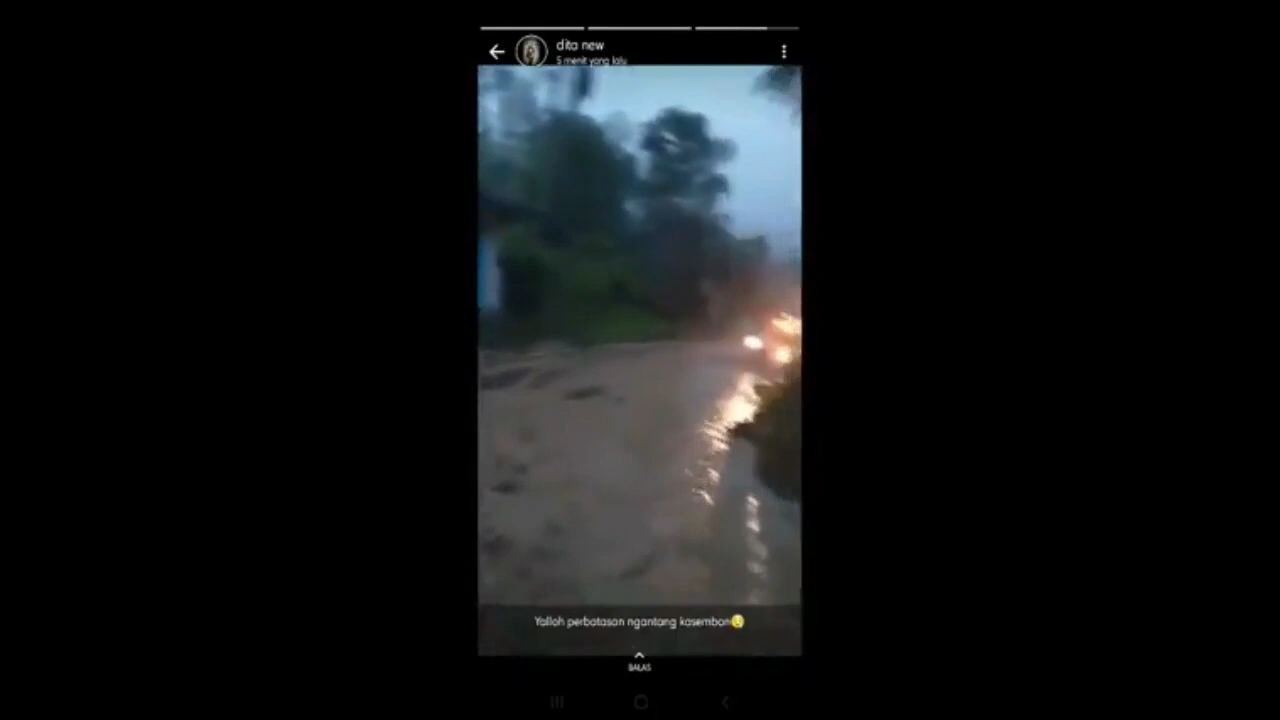 dita new
5 menit yang lalu
Yalloh perbatasan ngantang kasembon😥
BALAS